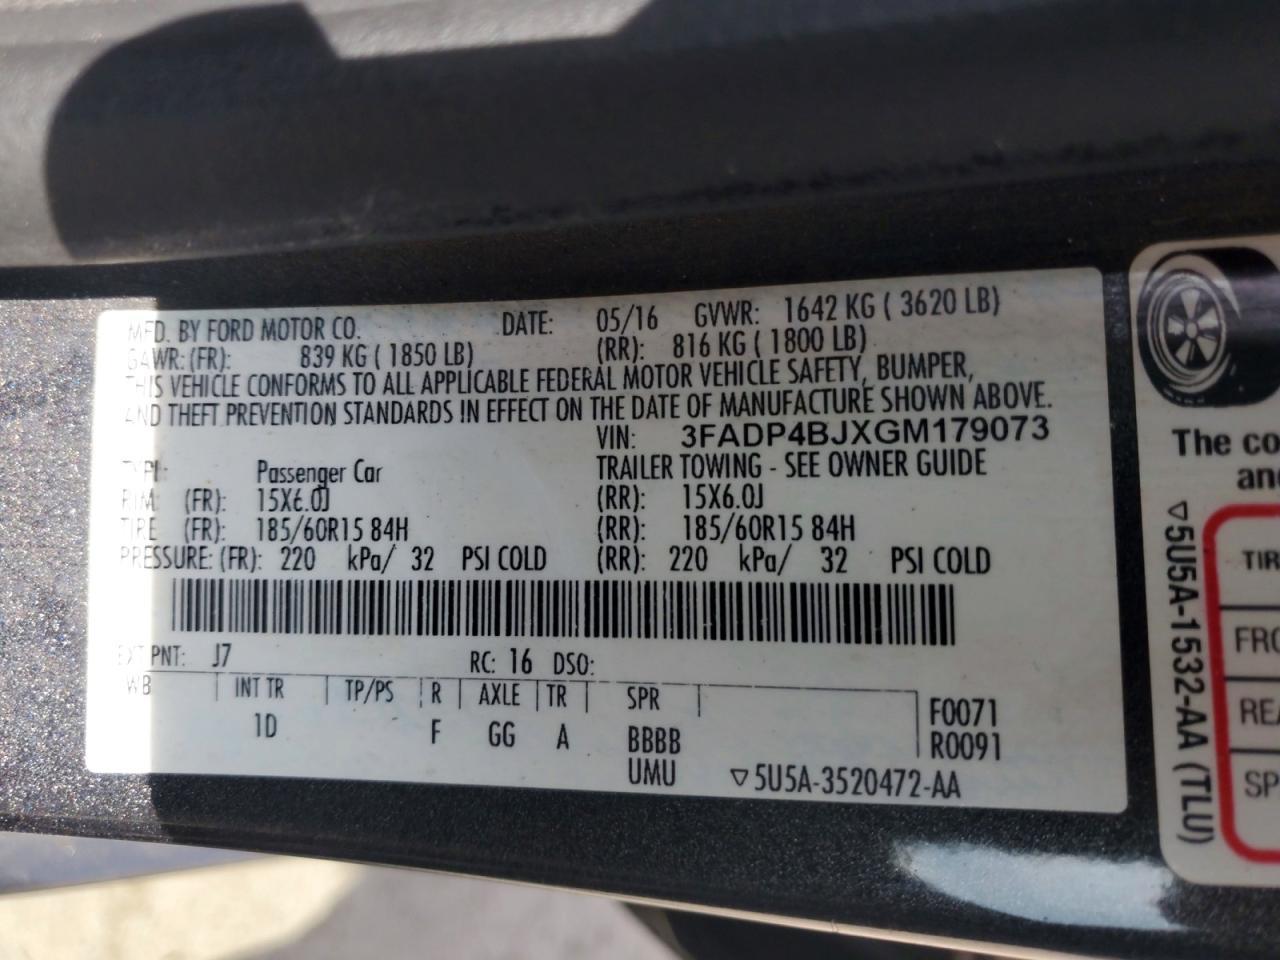 MFD. BY FORD MOTOR CO. DATE: 05/16 GVWR: 1642 KG ( 3620 LB)
GAWR: (FR): 839 KG ( 1850 LB) (RR): 816 KG ( 1800 LB)
THIS VEHICLE CONFORMS TO ALL APPLICABLE FEDERAL MOTOR VEHICLE SAFETY, BUMPER,
AND THEFT PREVENTION STANDARDS IN EFFECT ON THE DATE OF MANUFACTURE SHOWN ABOVE.
VIN: 3FADP4BJXGM179073
TYPE: Passenger Car TRAILER TOWING - SEE OWNER GUIDE
RIM: (FR): 15X6.0J (RR): 15X6.0J
TIRE (FR): 185/60R15 84H (RR): 185/60R15 84H
PRESSURE: (FR): 220 kPa/ 32 PSI COLD (RR): 220 kPa/ 32 PSI COLD
EXT PNT: J7 RC: 16 DSO:
WB INT TR TP/PS R AXLE TR SPR F0071
1D F GG A BBBB R0091
UMU ▽5U5A-3520472-AA
▽5U5A-1532-AA (TLU)
The co
and
TIR
FRO
REA
SP